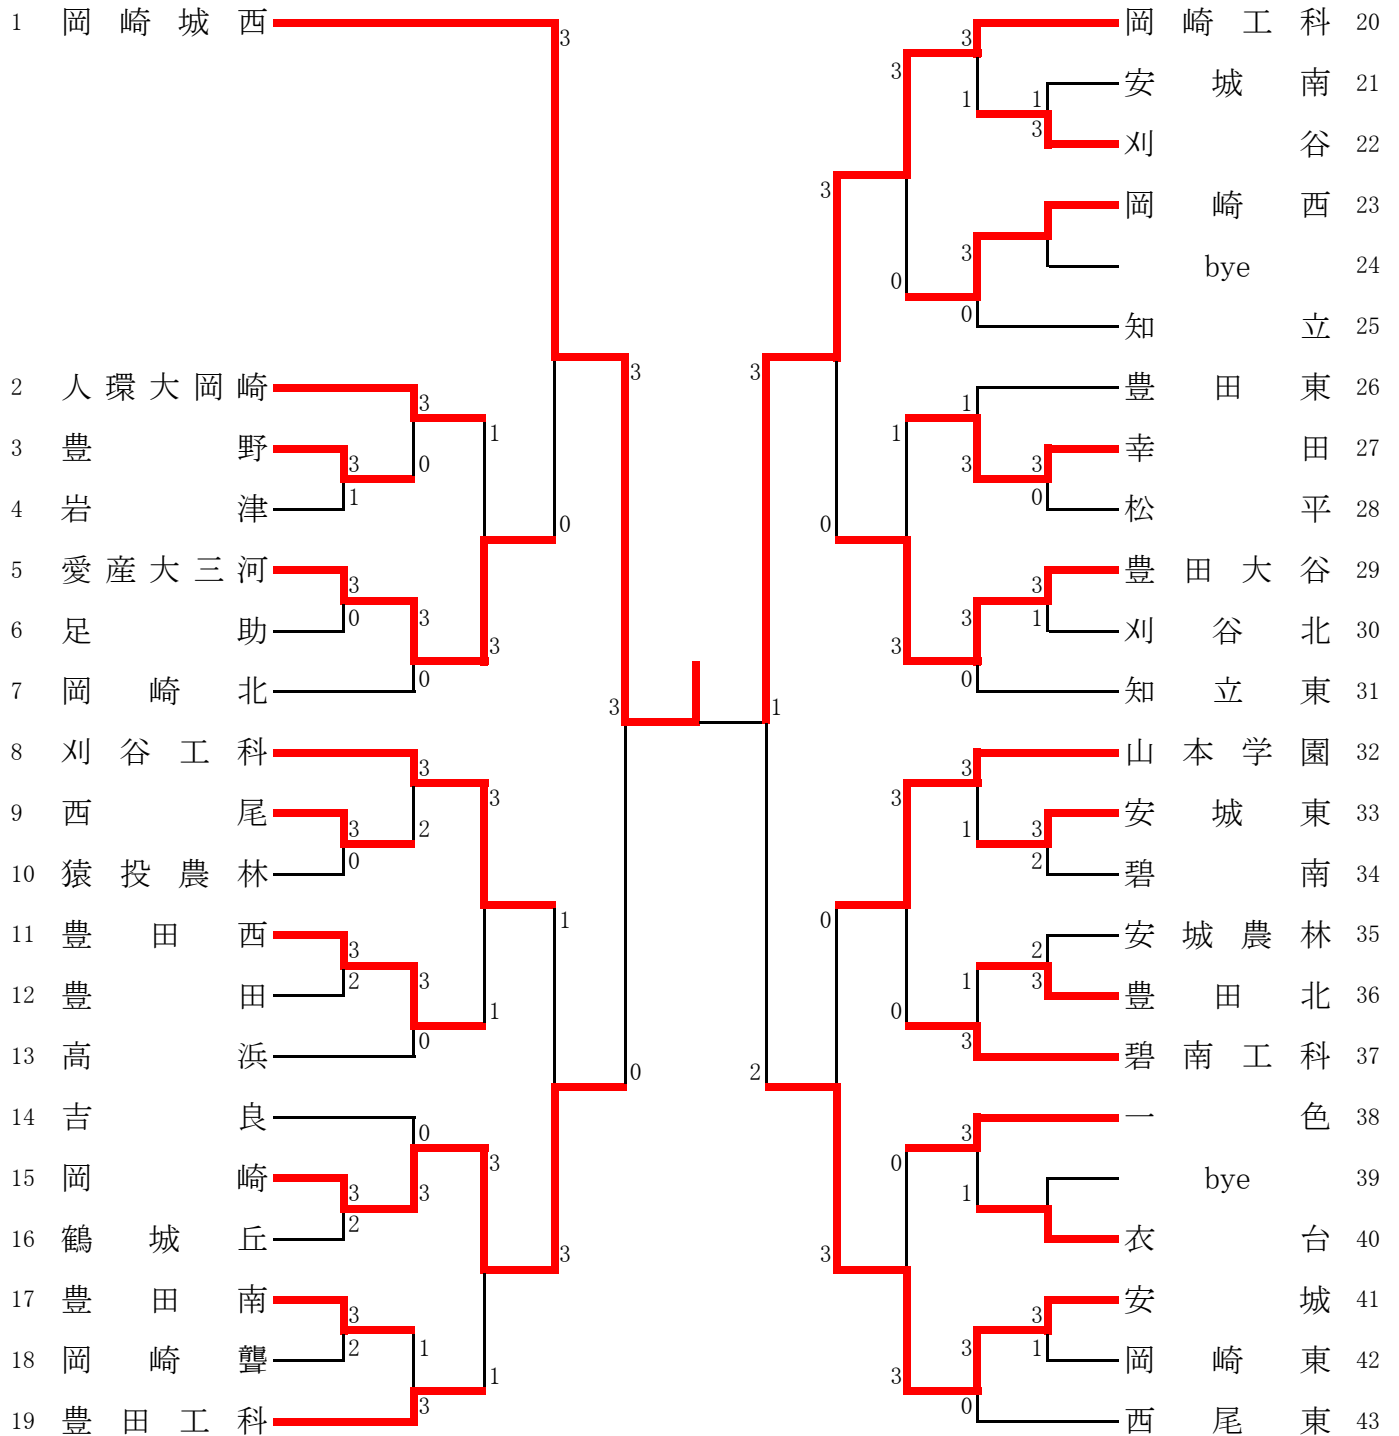 1 岡崎城西
2 人環大岡崎
3 豊野
4 岩津
5 愛産大三河
6 足助
7 岡崎北
8 刈谷工科
9 西尾
10 猿投農林
11 豊田西
12 豊田
13 高浜
14 吉良
15 岡崎
16 鶴城丘
17 豊田南
18 岡崎聾
19 豊田工科
3
3
0
3
1
1
0
3
0
3
0
3
3
2
3
0
3
2
3
0
0
3
3
2
3
2
1
3
1
3
3
1
3
1
0
3
3
0
3
1
0
3
2
3
3
0
3
1
0
3
1
3
0
0
3
3
1
3
1
3
0
1
3
3
1
3
0
3
1
3
0
3
1
0
3
1
3
1
3
0
1
3
3
0
3
1
3
2
2
3
3
1
岡崎工科 20
安城南 21
刈谷 22
岡崎西 23
bye 24
知立 25
豊田東 26
幸田 27
松平 28
豊田大谷 29
刈谷北 30
知立東 31
山本学園 32
安城東 33
碧南 34
安城農林 35
豊田北 36
碧南工科 37
一色 38
bye 39
衣台 40
安城 41
岡崎東 42
西尾東 43